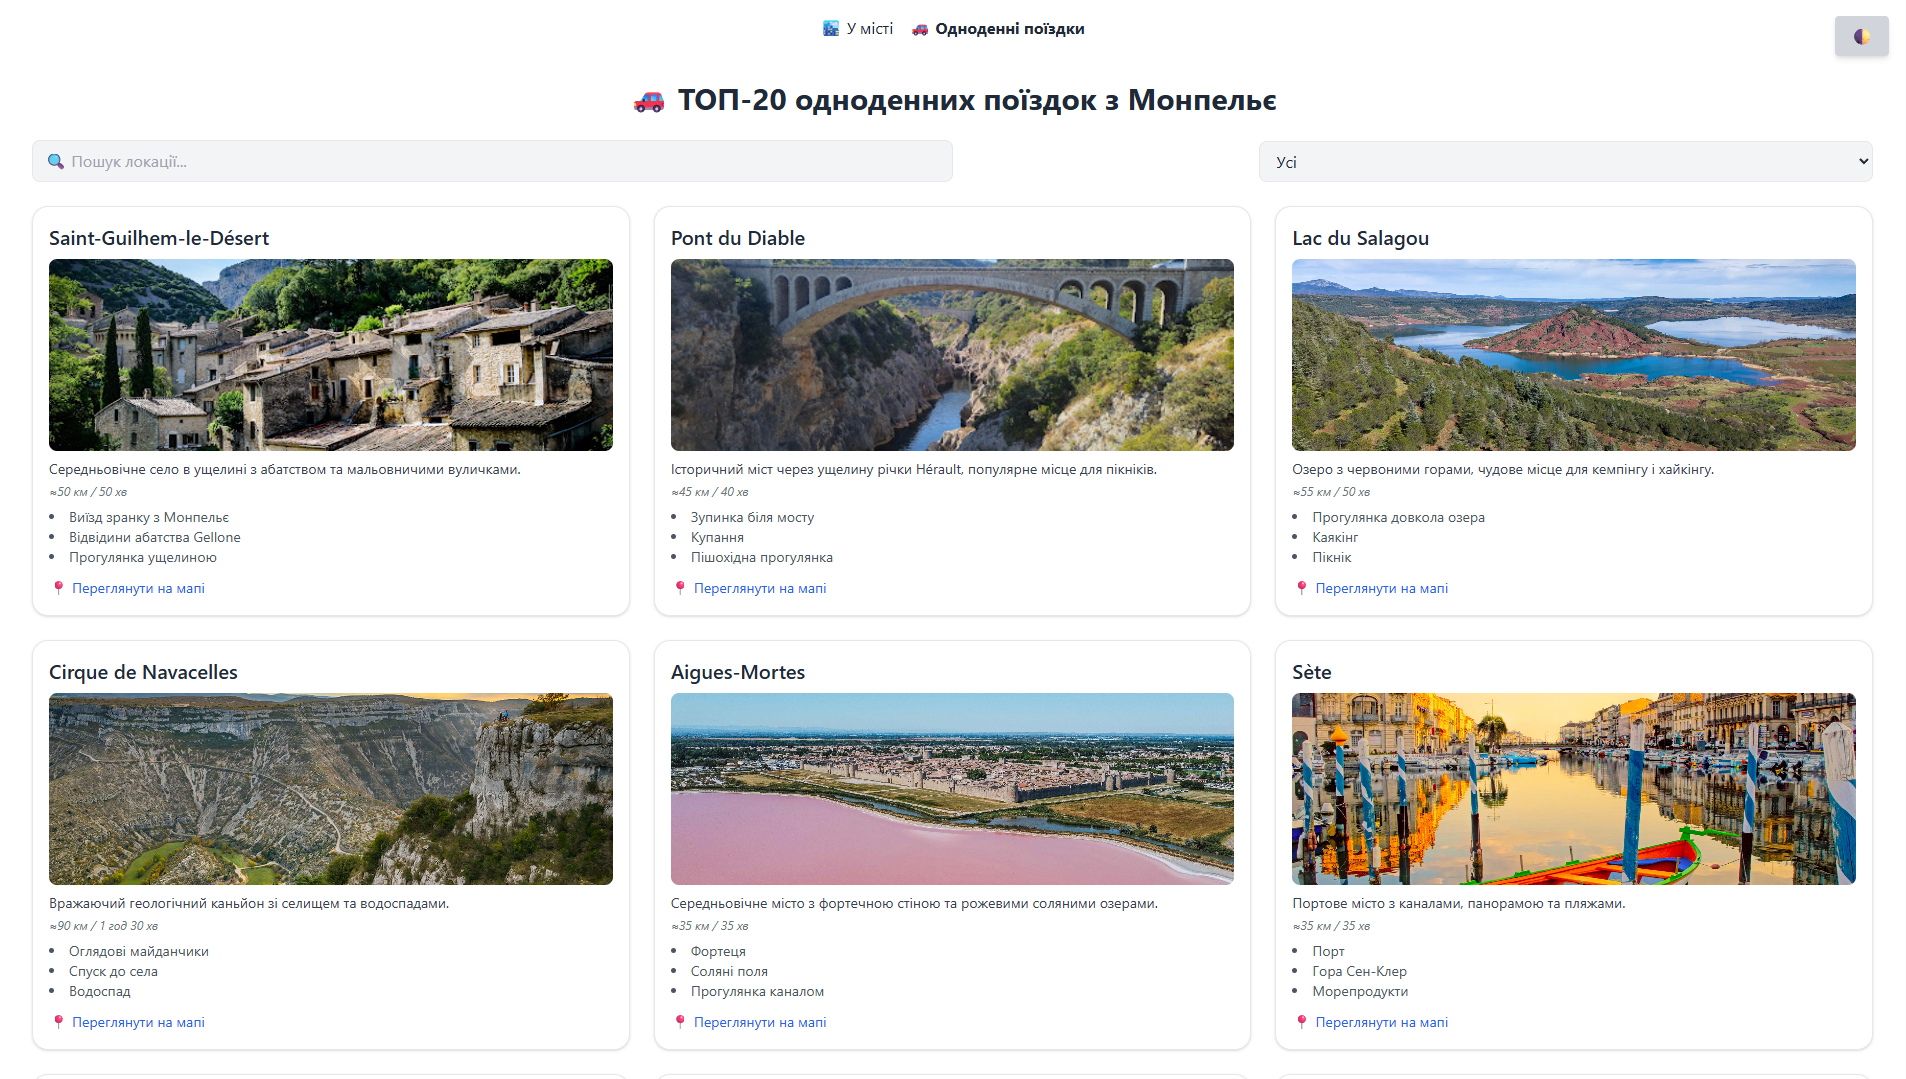 У місті Одноденні поїздки
ТОП-20 одноденних поїздок з Монпельє
Пошук локації...
Усі
Saint-Guilhem-le-Désert
Середньовічне село в ущелині з абатством та мальовничими вуличками.
≈50 км / 50 хв
• Виїзд зранку з Монпельє
• Відвідини абатства Gellone
• Прогулянка ущелиною
Переглянути на мапі
Pont du Diable
Історичний міст через ущелину річки Hérault, популярне місце для пікніків.
≈45 км / 40 хв
• Зупинка біля мосту
• Купання
• Пішохідна прогулянка
Переглянути на мапі
Lac du Salagou
Озеро з червоними горами, чудове місце для кемпінгу і хайкінгу.
≈55 км / 50 хв
• Прогулянка довкола озера
• Каякінг
• Пікнік
Переглянути на мапі
Cirque de Navacelles
Вражаючий геологічний каньйон зі селищем та водоспадами.
≈90 км / 1 год 30 хв
• Оглядові майданчики
• Спуск до села
• Водоспад
Переглянути на мапі
Aigues-Mortes
Середньовічне місто з фортечною стіною та рожевими соляними озерами.
≈35 км / 35 хв
• Фортеця
• Соляні поля
• Прогулянка каналом
Переглянути на мапі
Sète
Портове місто з каналами, панорамою та пляжами.
≈35 км / 35 хв
• Порт
• Гора Сен-Клер
• Морепродукти
Переглянути на мапі